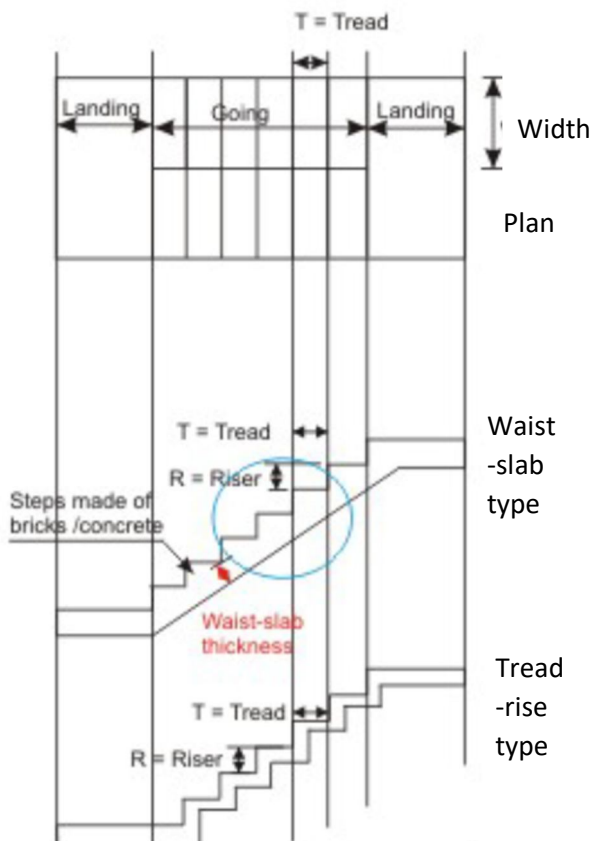 T = Tread
Landing
Going
Landing
Width
Plan
T = Tread
R = Riser
Steps made of
bricks /concrete
Waist-slab
thickness
Waist
-slab
type
T = Tread
R = Riser
Tread
-rise
type